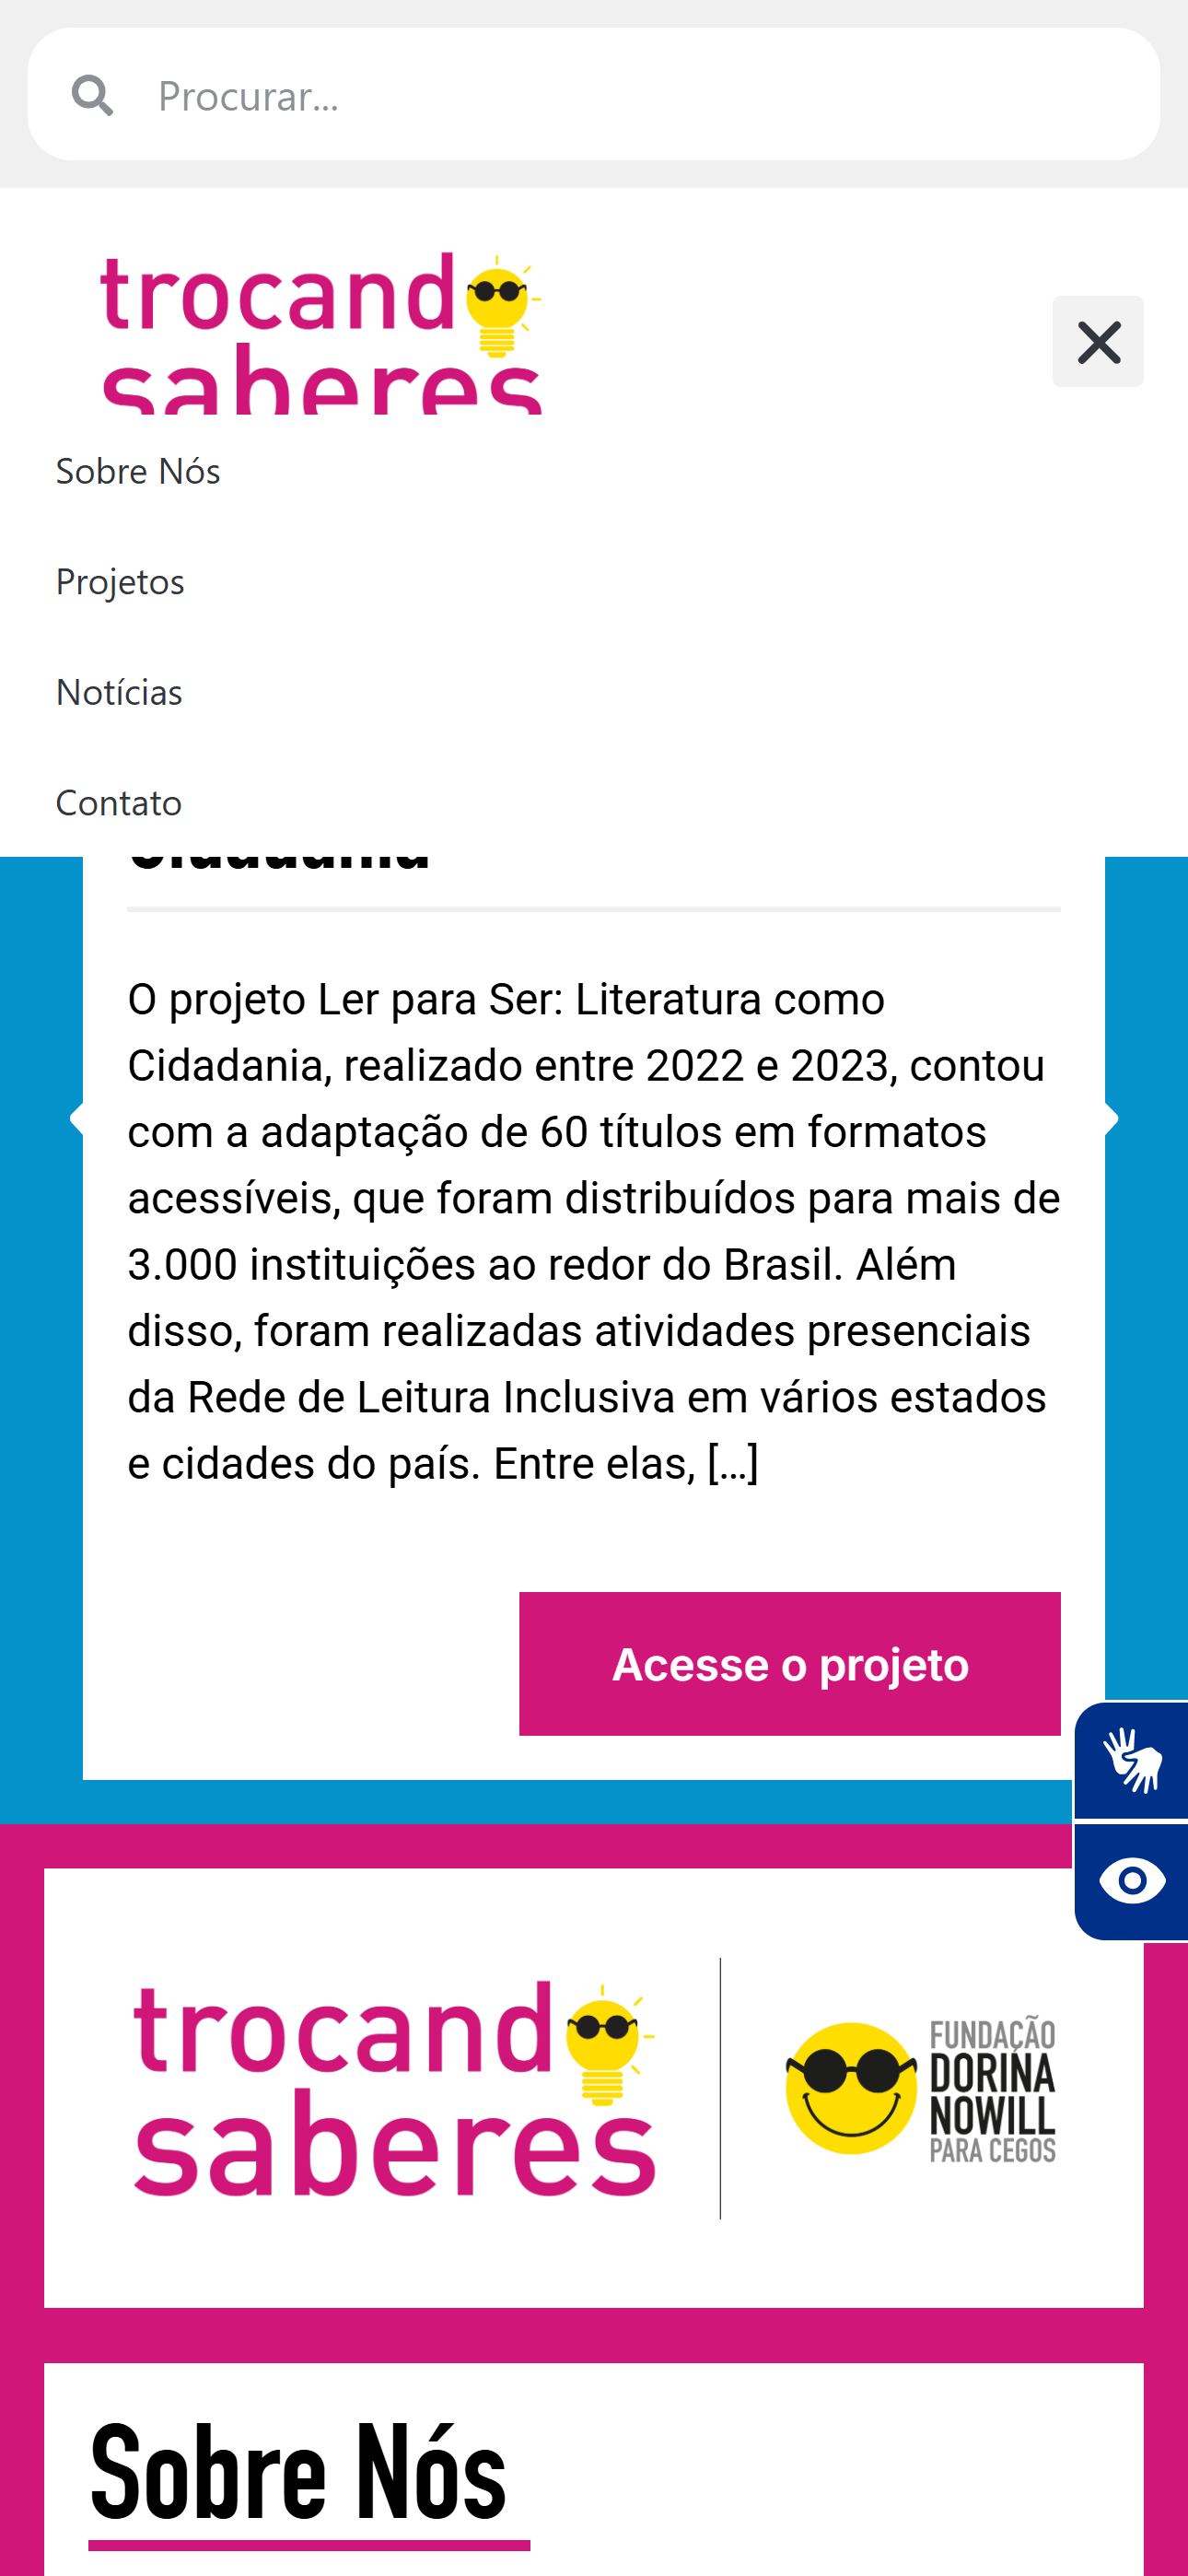 Procurar...
trocando
saberes
Sobre Nós
Projetos
Notícias
Contato
O projeto Ler para Ser: Literatura como
Cidadania, realizado entre 2022 e 2023, contou
com a adaptação de 60 títulos em formatos
acessíveis, que foram distribuídos para mais de
3.000 instituições ao redor do Brasil. Além
disso, foram realizadas atividades presenciais
da Rede de Leitura Inclusiva em vários estados
e cidades do país. Entre elas, [...]
Acesse o projeto
trocando
saberes
FUNDAÇÃO
DORINA
NOWILL
PARA CEGOS
Sobre Nós